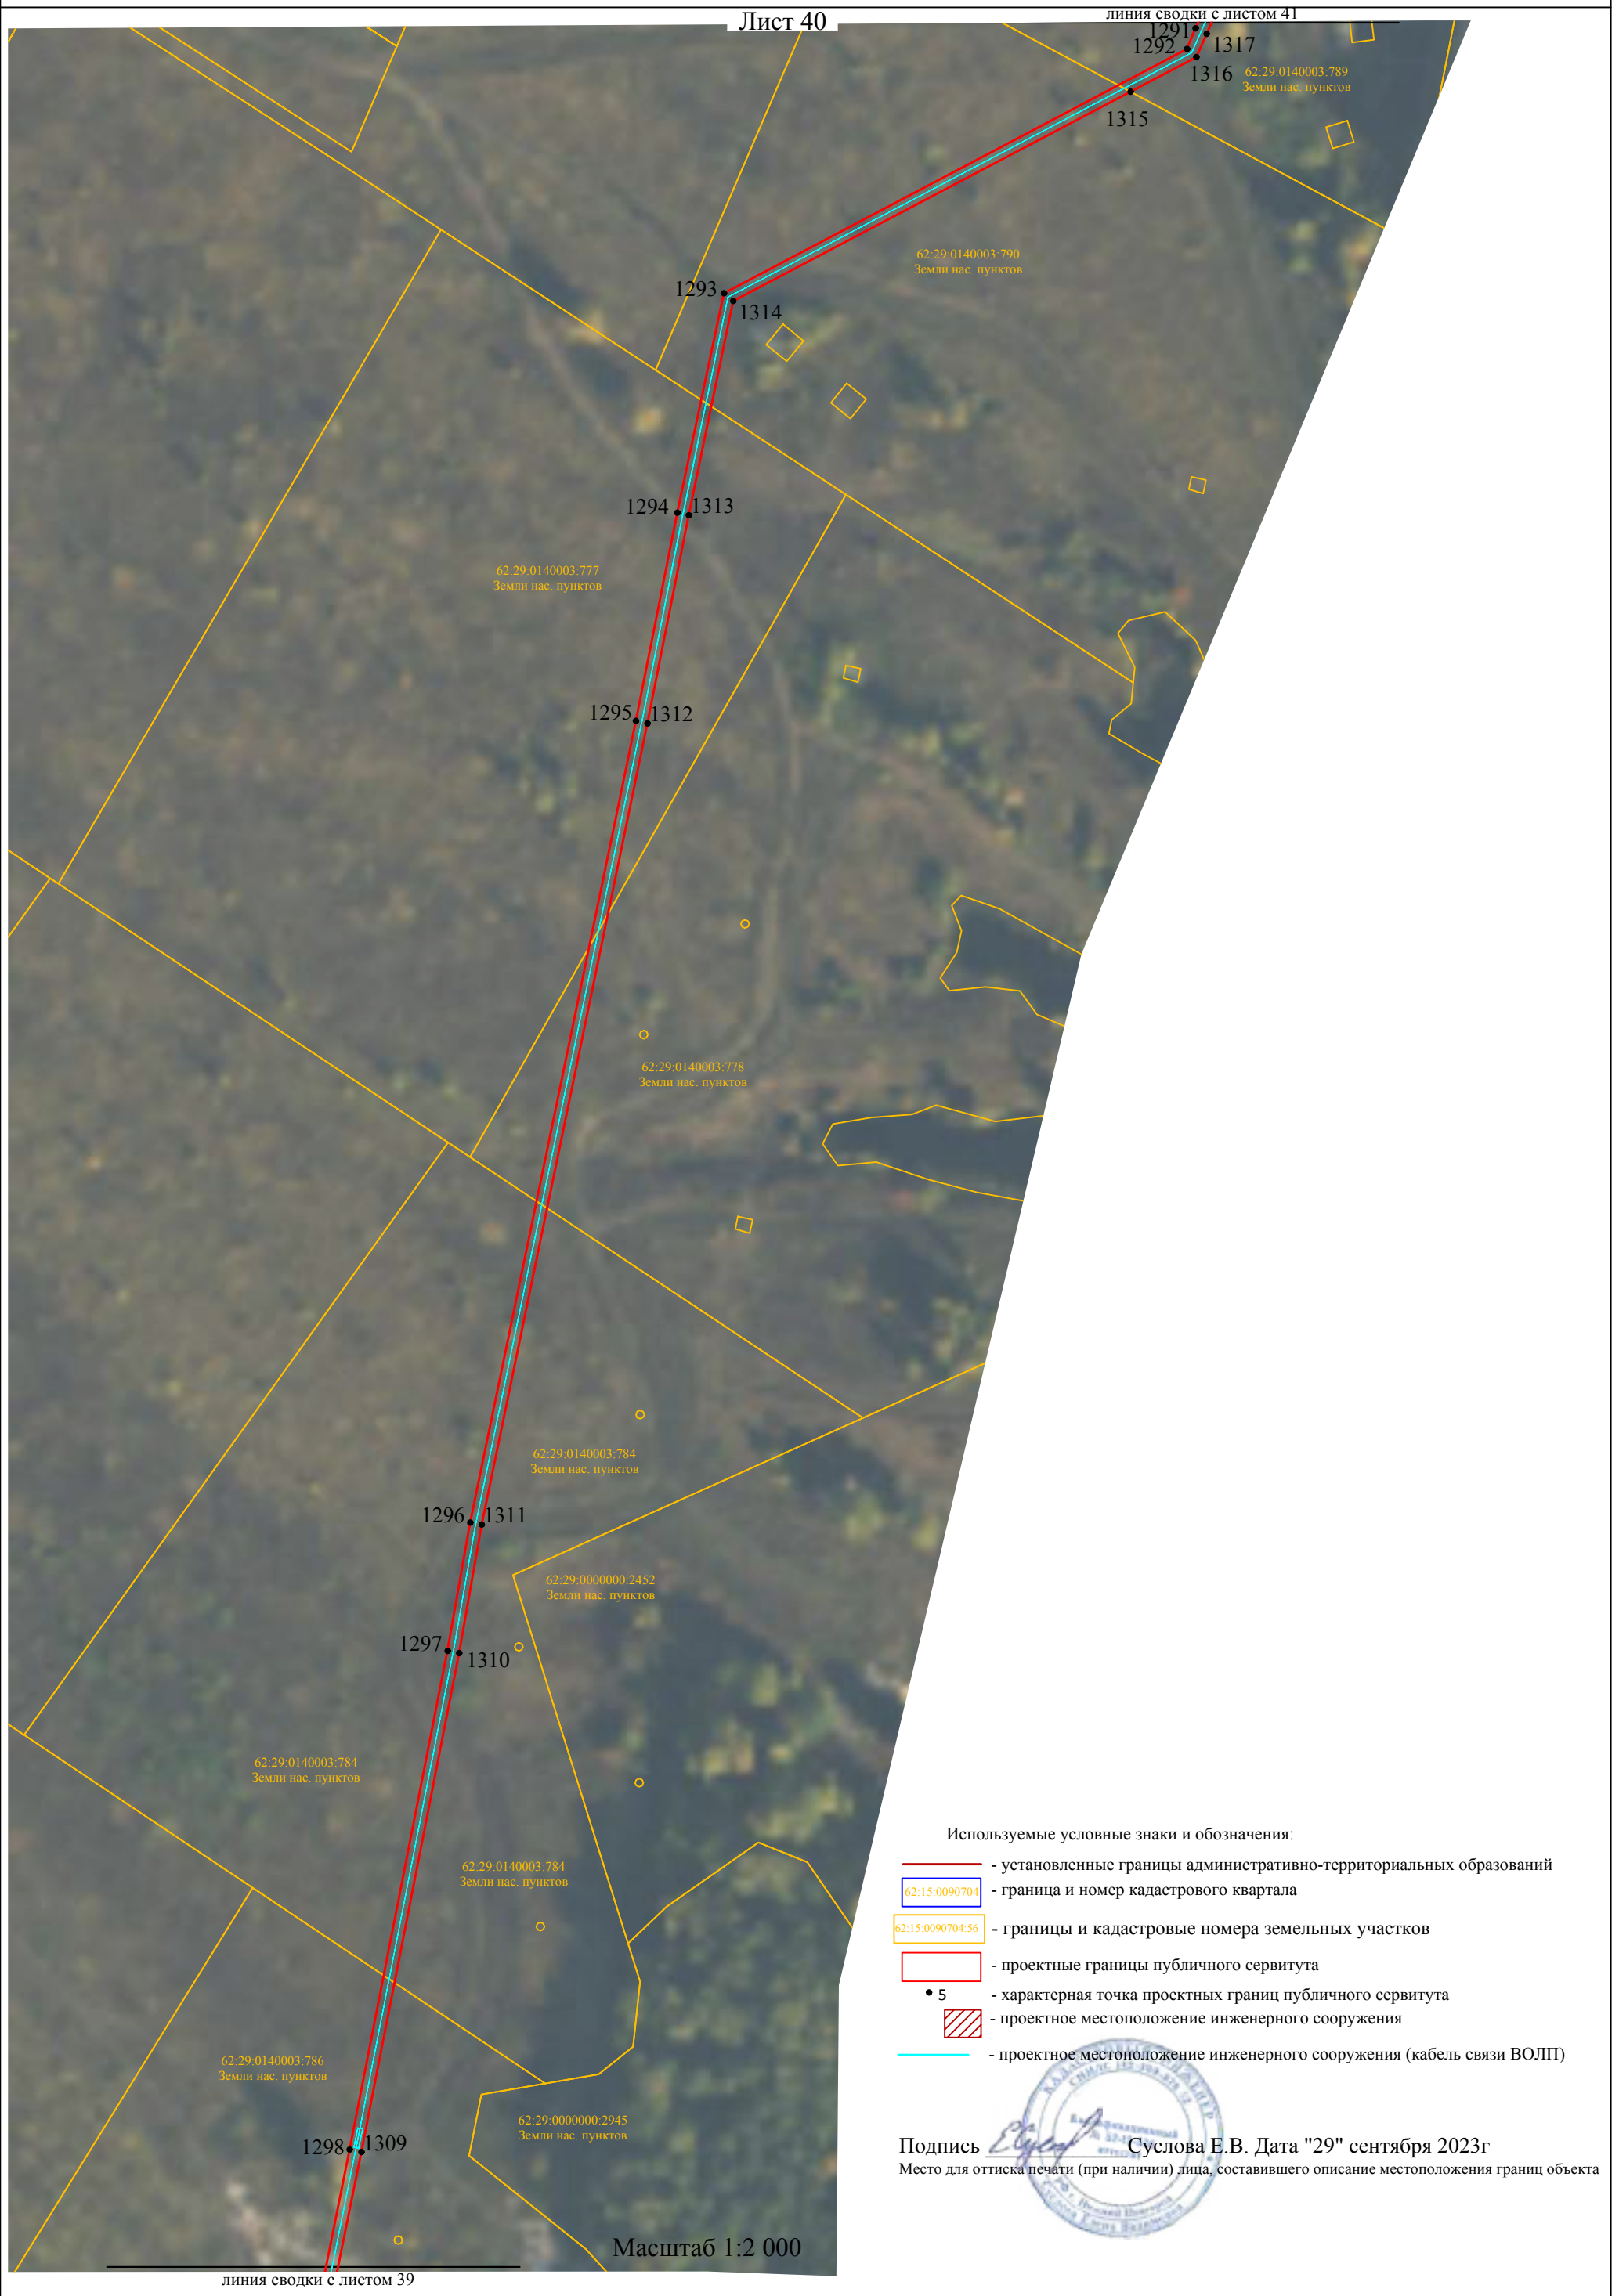 Лист 40
линия сводки с листом 41
1291
1292
1317
1316
62:29:0140003:789
Земли нас. пунктов
1315
62:29:0140003:790
Земли нас. пунктов
1293
1314
1294
1313
62:29:0140003:777
Земли нас. пунктов
1295
1312
62:29:0140003:778
Земли нас. пунктов
62:29:0140003:784
Земли нас. пунктов
1296
1311
62:29:0000000:2452
Земли нас. пунктов
1297
1310
62:29:0140003:784
Земли нас. пунктов
62:29:0140003:784
Земли нас. пунктов
62:29:0140003:786
Земли нас. пунктов
62:29:0000000:2945
Земли нас. пунктов
1298
1309
Масштаб 1:2 000
линия сводки с листом 39
Используемые условные знаки и обозначения:
- установленные границы административно-территориальных образований
62:15:0090704 - граница и номер кадастрового квартала
62:15:0090704:56 - границы и кадастровые номера земельных участков
- проектные границы публичного сервитута
5 - характерная точка проектных границ публичного сервитута
- проектное местоположение инженерного сооружения
- проектное местоположение инженерного сооружения (кабель связи ВОЛП)
Подпись Суслова Е.В. Дата "29" сентября 2023г
Место для оттиска печати (при наличии) лица, составившего описание местоположения границ объекта